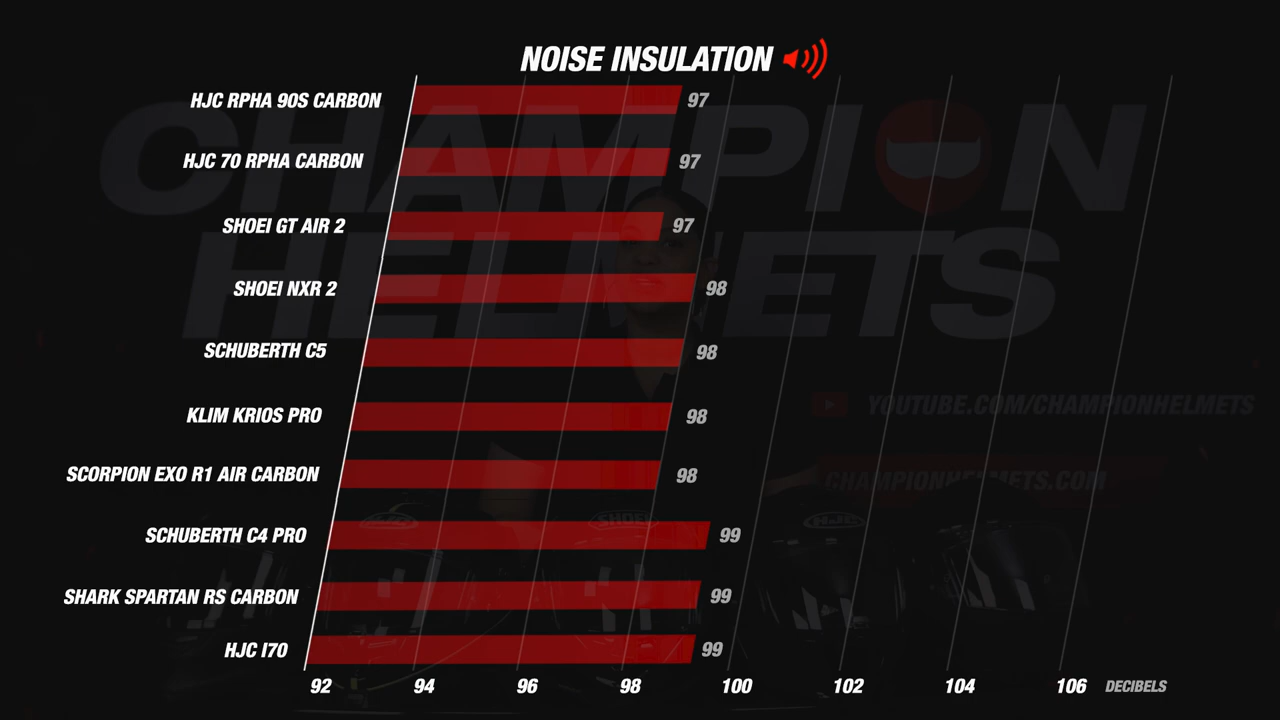 NOISE INSULATION
HJC RPHA 90S CARBON 97
HJC 70 RPHA CARBON 97
SHOEI GT AIR 2 97
SHOEI NXR 2 98
SCHUBERTH C5 98
KLIM KRIOS PRO 98
SCORPION EXO R1 AIR CARBON 98
SCHUBERTH C4 PRO 99
SHARK SPARTAN RS CARBON 99
HJC I70 99
92 94 96 98 100 102 104 106 DECIBELS
CHAMPION
HELMETS
YOUTUBE.COM/CHAMPIONHELMETS
CHAMPIONHELMETS.COM
HJC SHOEI HJC